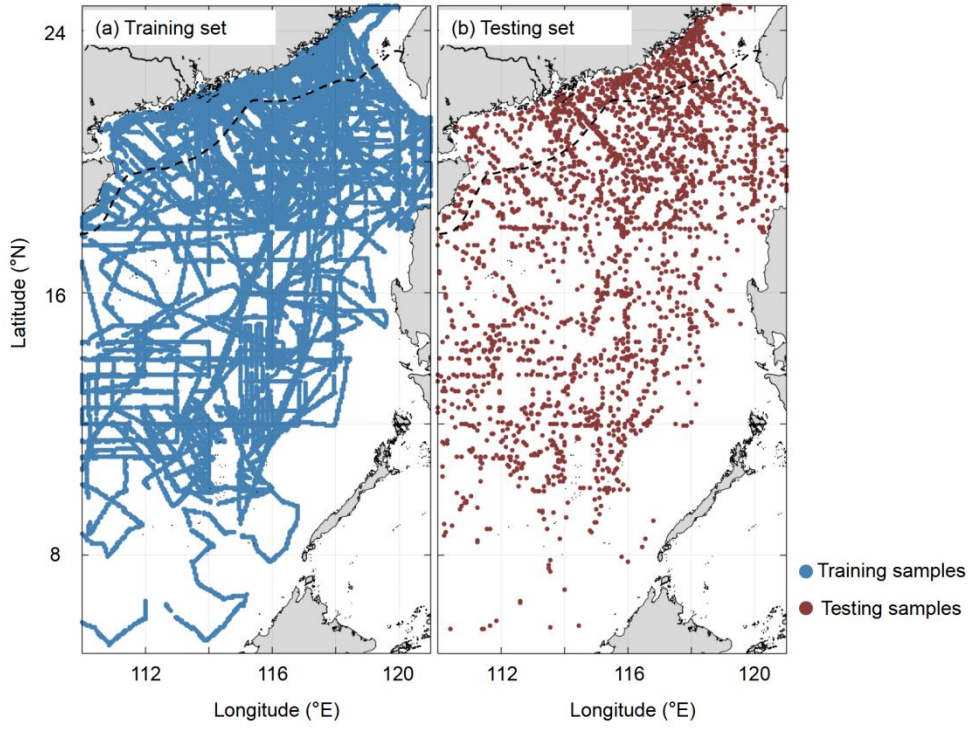 (a) Training set
(b) Testing set
24
16
8
Latitude (°N)
112
116
120
112
116
120
Longitude (°E)
Longitude (°E)
Training samples
Testing samples